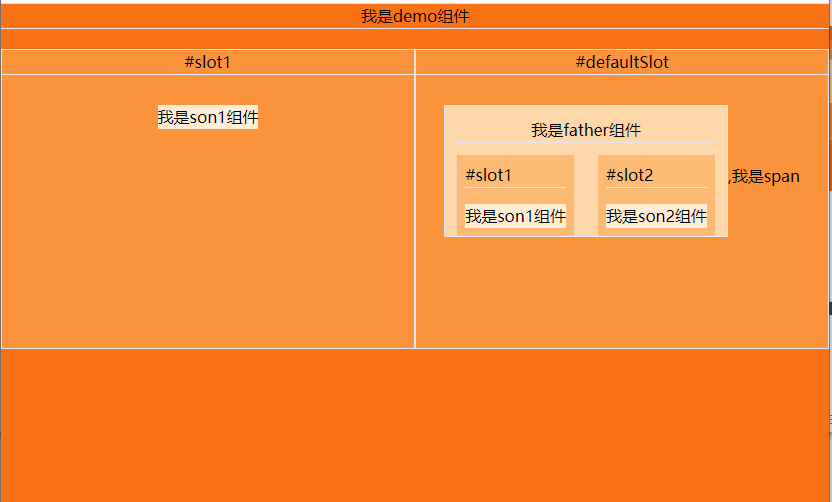 我是demo组件
#slot1
#defaultSlot
我是son1组件
我是father组件
#slot1
#slot2
,我是span
我是son1组件
我是son2组件